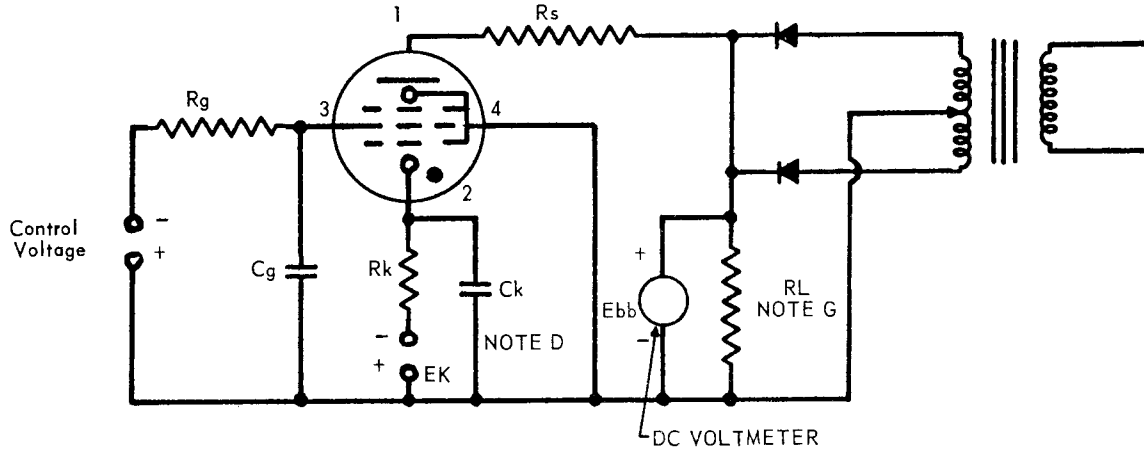 1
Rs
Rg
3
4
2
Control
Voltage
-
+
Cg
Rk
Ck
-
+
EK
NOTE D
+
Ebb
-
RL
NOTE G
DC VOLTMETER